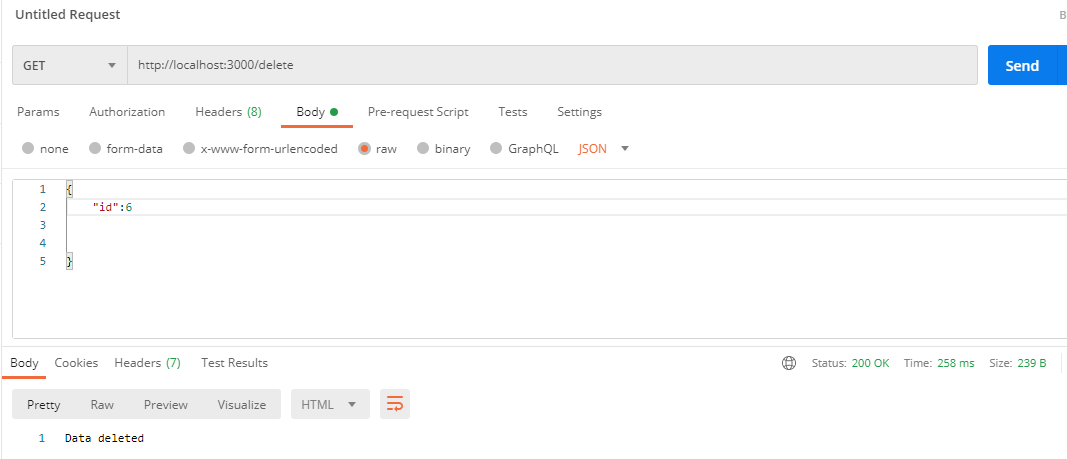 Untitled Request
B
GET http://localhost:3000/delete Send
Params Authorization Headers (8) Body Pre-request Script Tests Settings
none form-data x-www-form-urlencoded raw binary GraphQL JSON
1 {
2 "id":6
3
4
5 }
Body Cookies Headers (7) Test Results Status: 200 OK Time: 258 ms Size: 239 B
Pretty Raw Preview Visualize HTML
1 Data deleted